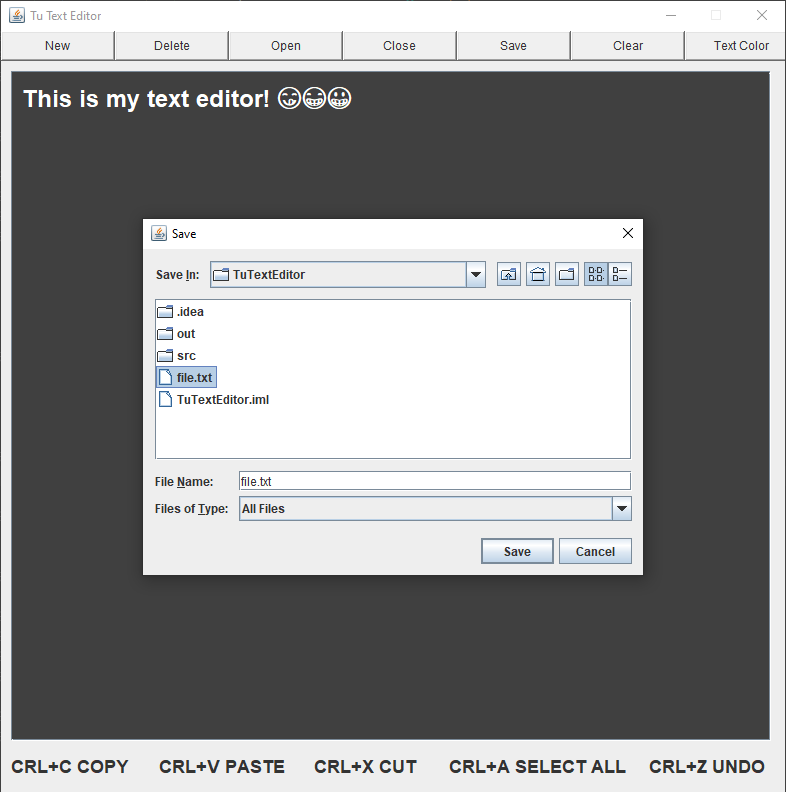 Tu Text Editor
New Delete Open Close Save Clear Text Color
This is my text editor! 😋😂😀
Save
Save In: TuTextEditor
.idea
out
src
file.txt
TuTextEditor.iml
File Name: file.txt
Files of Type: All Files
Save Cancel
CRL+C COPY CRL+V PASTE CRL+X CUT CRL+A SELECT ALL CRL+Z UNDO